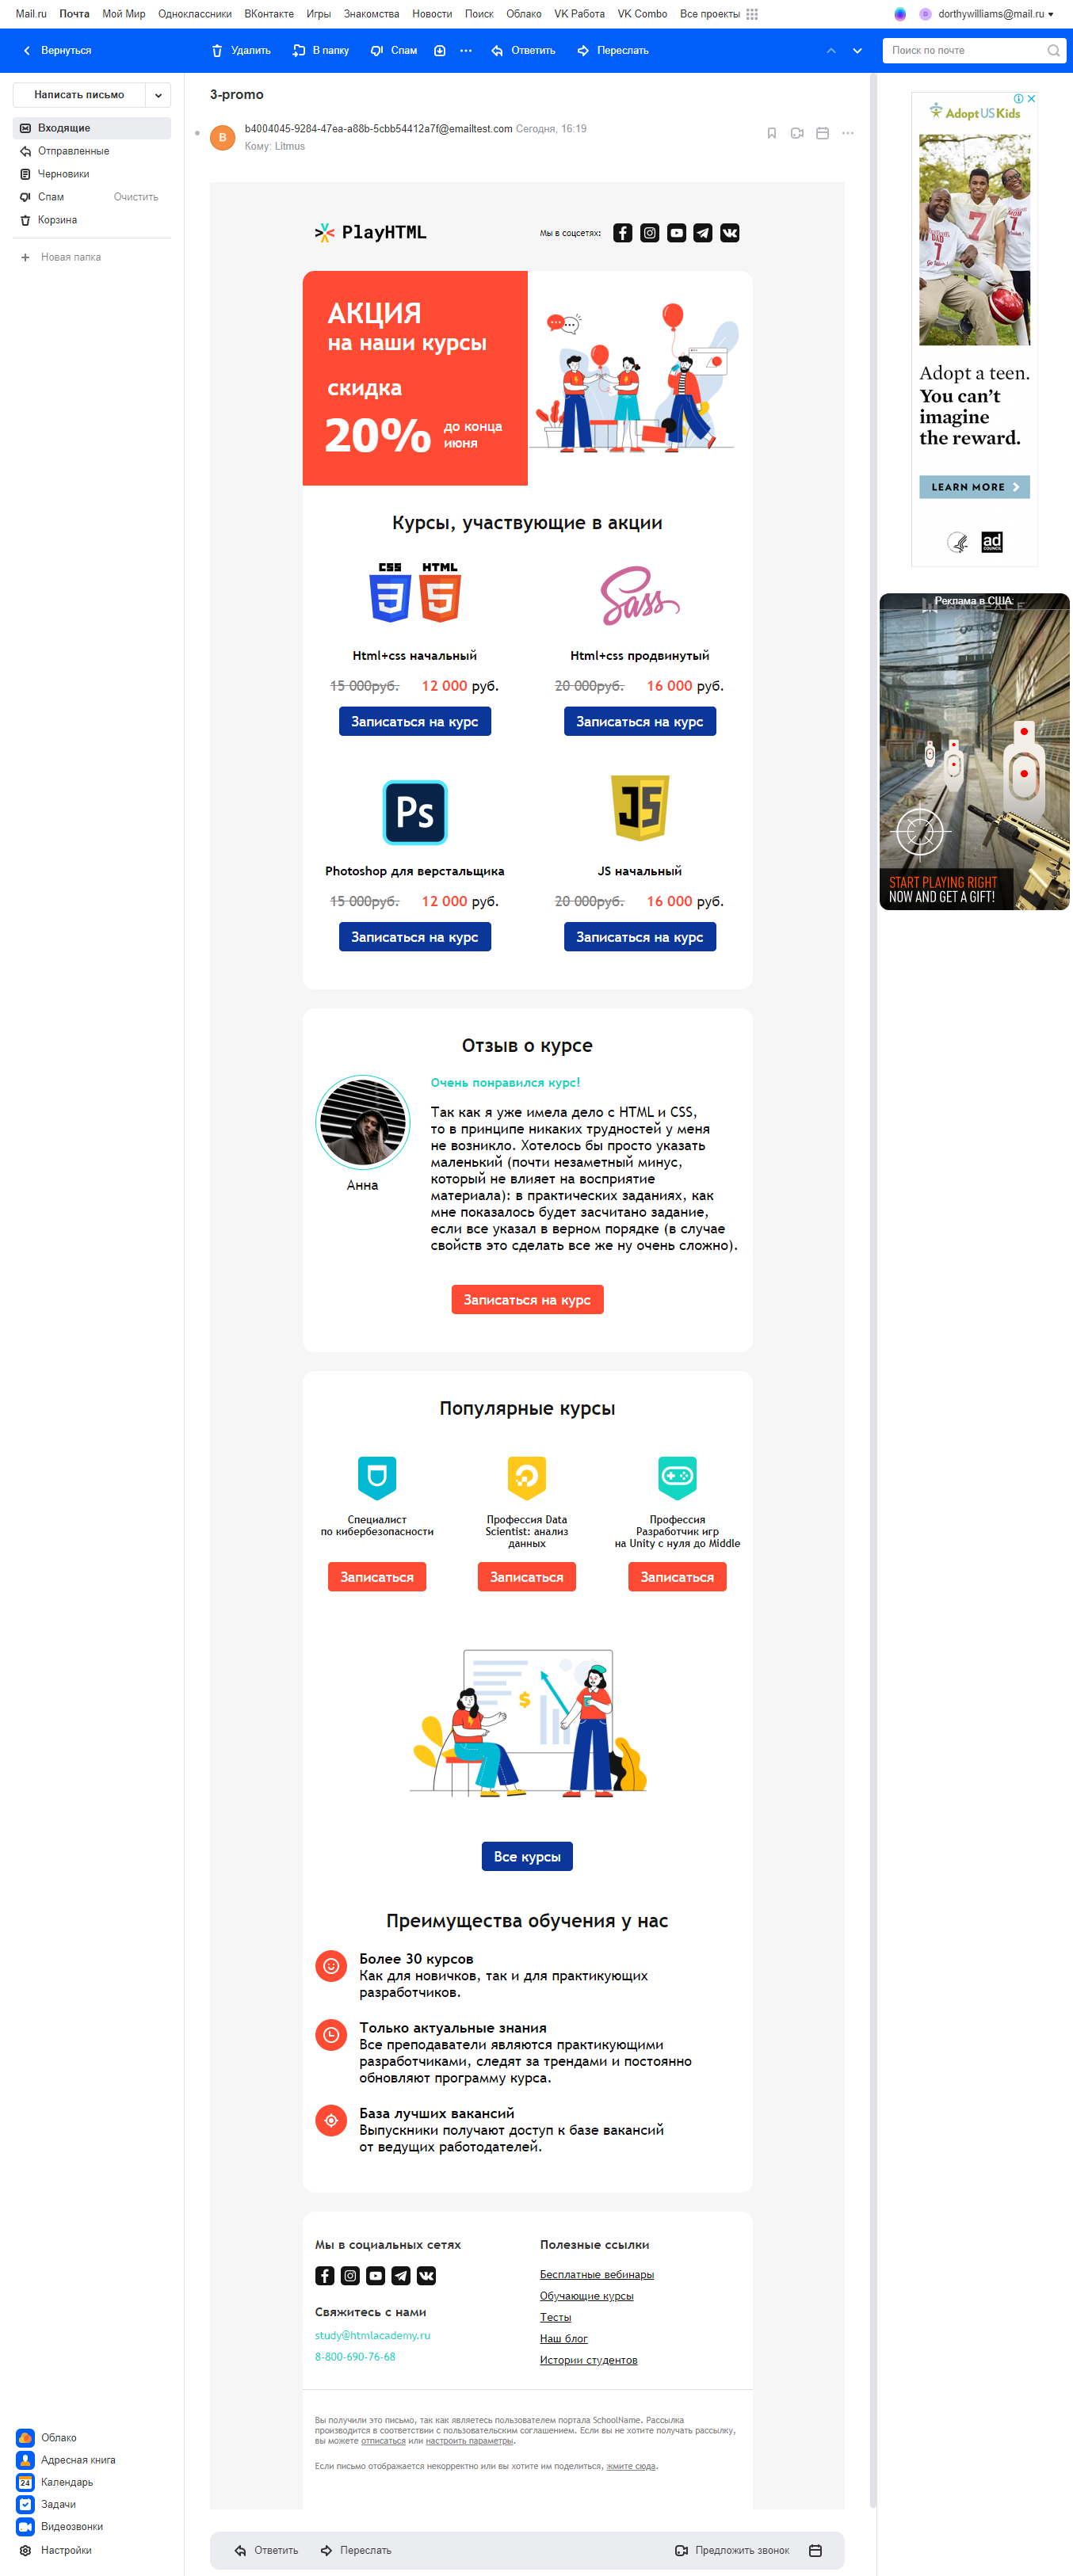 Mail.ru Почта Мой Мир Одноклассники ВКонтакте Игры Знакомства Новости Поиск Облако VK Работа VK Combo Все проекты
D dorthywilliams@mail.ru
Вернуться Удалить В папку Спам Ответить Переслать Поиск по почте
Написать письмо
Входящие
Отправленные
Черновики
Спам Очистить
Корзина
Новая папка
3-promo
B
b4004045-9284-47ea-a88b-5cbb54412a7f@emailtest.com Сегодня, 16:19
Кому: Litmus
PlayHTML
Мы в соцсетях:
АКЦИЯ
на наши курсы
скидка
20%
до конца
июня
Курсы, участвующие в акции
CSS HTML
3 5
Sass
Html+css начальный
15 000руб. 12 000 руб.
Записаться на курс
Html+css продвинутый
20 000руб. 16 000 руб.
Записаться на курс
Ps
JS
Photoshop для верстальщика
15 000руб. 12 000 руб.
Записаться на курс
JS начальный
20 000руб. 16 000 руб.
Записаться на курс
Отзыв о курсе
Анна
Очень понравился курс!
Так как я уже имела дело с HTML и CSS,
то в принципе никаких трудностей у меня
не возникло. Хотелось бы просто указать
маленький (почти незаметный минус,
который не влияет на восприятие
материала): в практических заданиях, как
мне показалось будет засчитано задание,
если все указал в верном порядке (в случае
свойств это сделать все же ну очень сложно).
Записаться на курс
Популярные курсы
Специалист
по кибербезопасности
Записаться
Профессия Data
Scientist: анализ
данных
Записаться
Профессия
Разработчик игр
на Unity с нуля до Middle
Записаться
$
Все курсы
Преимущества обучения у нас
Более 30 курсов
Как для новичков, так и для практикующих
разработчиков.
Только актуальные знания
Все преподаватели являются практикующими
разработчиками, следят за трендами и постоянно
обновляют программу курса.
База лучших вакансий
Выпускники получают доступ к базе вакансий
от ведущих работодателей.
Мы в социальных сетях
Свяжитесь с нами
study@htmlacademy.ru
8-800-690-76-68
Полезные ссылки
Бесплатные вебинары
Обучающие курсы
Тесты
Наш блог
Истории студентов
Вы получили это письмо, так как являетесь пользователем портала SchoolName. Рассылка
производится в соответствии с пользовательским соглашением. Если вы не хотите получать рассылку,
вы можете отписаться или настроить параметры.
Если письмо отображается некорректно или вы хотите им поделиться, жмите сюда.
Ответить Переслать Предложить звонок
AdoptUSKids
7
Adopt a teen.
You can't
imagine
the reward.
LEARN MORE
ad
COUNCIL
Реклама в США:
START PLAYING RIGHT
NOW AND GET A GIFT!
Облако
Адресная книга
24 Календарь
Задачи
Видеозвонки
Настройки